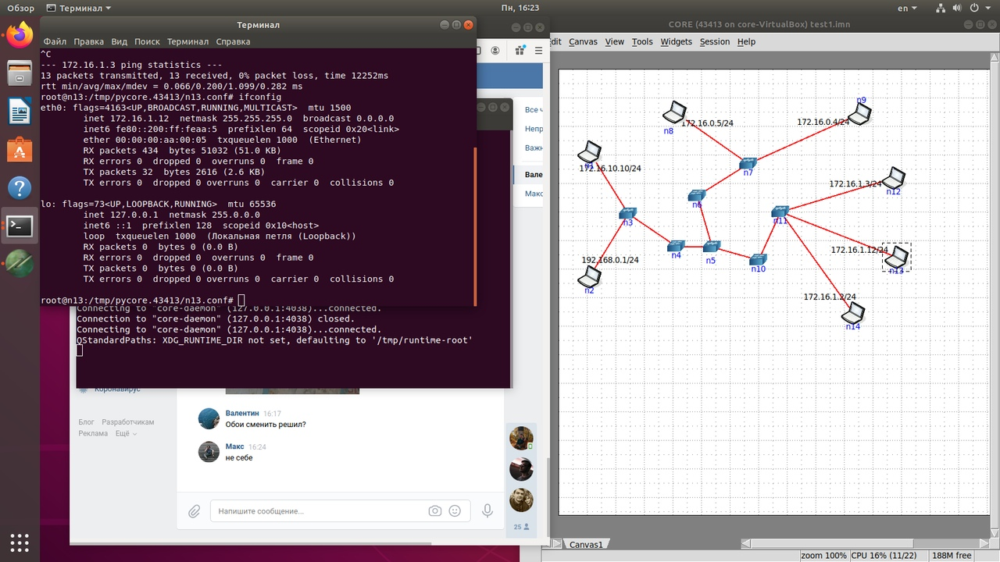 Обзор
Терминал
Пн, 16:23
en
Терминал
Файл Правка Вид Поиск Терминал Справка
^C
--- 172.16.1.3 ping statistics ---
13 packets transmitted, 13 received, 0% packet loss, time 12252ms
rtt min/avg/max/mdev = 0.066/0.200/1.099/0.282 ms
root@n13:/tmp/pycore.43413/n13.conf# ifconfig
eth0: flags=4163<UP,BROADCAST,RUNNING,MULTICAST> mtu 1500
inet 172.16.1.12 netmask 255.255.255.0 broadcast 0.0.0.0
inet6 fe80::200:ff:feaa:5 prefixlen 64 scopeid 0x20<link>
ether 00:00:00:aa:00:05 txqueuelen 1000 (Ethernet)
RX packets 434 bytes 51032 (51.0 KB)
RX errors 0 dropped 0 overruns 0 frame 0
TX packets 32 bytes 2616 (2.6 KB)
TX errors 0 dropped 0 overruns 0 carrier 0 collisions 0
lo: flags=73<UP,LOOPBACK,RUNNING> mtu 65536
inet 127.0.0.1 netmask 255.0.0.0
inet6 ::1 prefixlen 128 scopeid 0x10<host>
loop txqueuelen 1000 (Локальная петля (Loopback))
RX packets 0 bytes 0 (0.0 B)
RX errors 0 dropped 0 overruns 0 frame 0
TX packets 0 bytes 0 (0.0 B)
TX errors 0 dropped 0 overruns 0 carrier 0 collisions 0
root@n13:/tmp/pycore.43413/n13.conf#
Connecting to "core-daemon" (127.0.0.1:4038)...connected.
Connection to "core-daemon" (127.0.0.1:4038) closed.
Connecting to "core-daemon" (127.0.0.1:4038)...connected.
QStandardPaths: XDG_RUNTIME_DIR not set, defaulting to '/tmp/runtime-root'
Все ч
Непр
Важн
Вале
Макс
Коронавирус
Блог Разработчикам
Реклама Ещё
Валентин 16:17
Обои сменить решил?
Макс 16:24
не себе
Напишите сообщение...
25
CORE (43413 on core-VirtualBox) test1.imn
dit Canvas View Tools Widgets Session Help
n9
172.16.0.5/24
172.16.0.4/24
n8
172.16.10.10/24
n7
172.16.1.3/24
n12
n6
n3
n11
172.16.1.12/24
n4
n5
192.168.0.1/24
n10
n13
n2
172.16.1.2/24
n14
Canvas1
zoom 100% CPU 16% (11/22) 188M free